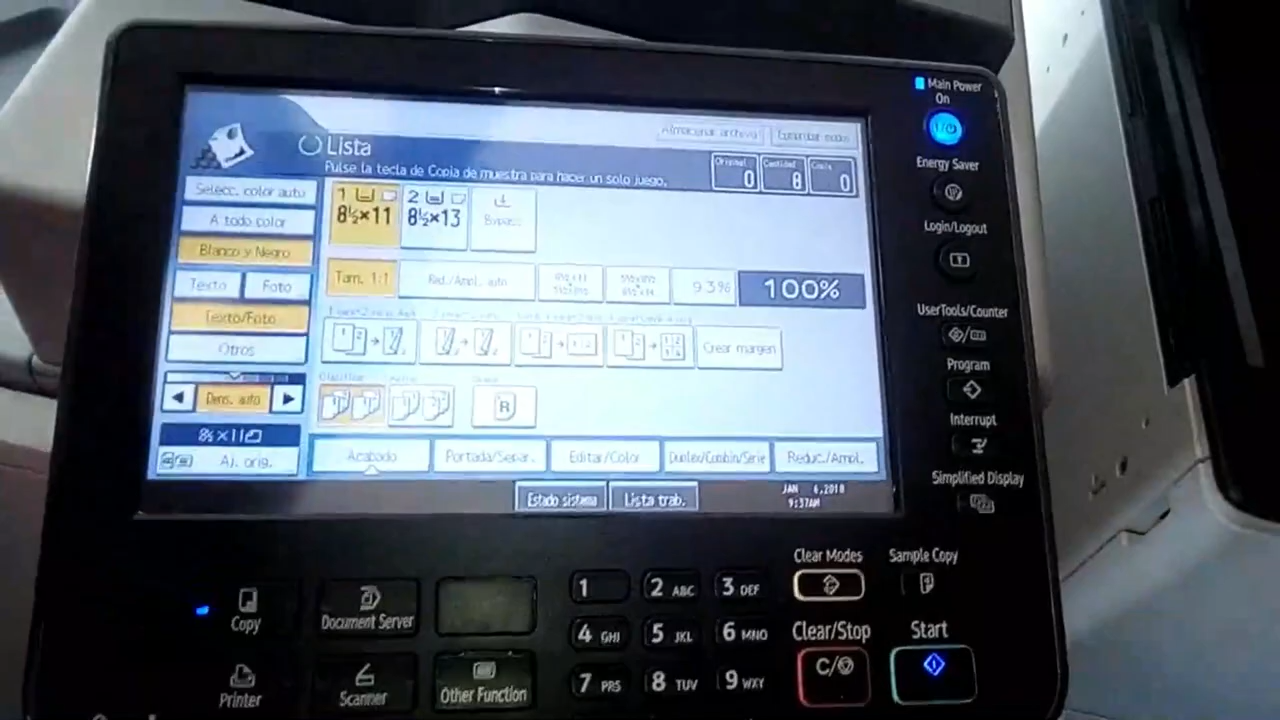 Main Power
On
Almacenar archivo
Comprobar modos
Lista
Pulse la tecla de Copia de muestra para hacer un solo juego.
Original
Cantidad
Copia
0
8
0
Selecc. color auto
A todo color
Blanco y Negro
Texto
Foto
Texto/Foto
Otros
Dens. auto
8½×11
Aj. orig.
1
8½×11
2
8½×13
Bypass
Tam. 1:1
Red./Ampl. auto
93%
100%
Crear margen
Clasificar
R
Acabado
Portada/Separ.
Editar/Color
Duplex/Combin/Serie
Reduc./Ampl.
Estado sistema
Lista trab.
JAN 6,2018
9:37AM
Energy Saver
Login/Logout
User Tools/Counter
Program
Interrupt
Simplified Display
Clear Modes
Sample Copy
Copy
Document Server
1
2 ABC
3 DEF
4 GHI
5 JKL
6 MNO
Clear/Stop
Start
C/
Printer
Scanner
Other Function
7 PRS
8 TUV
9 WXY